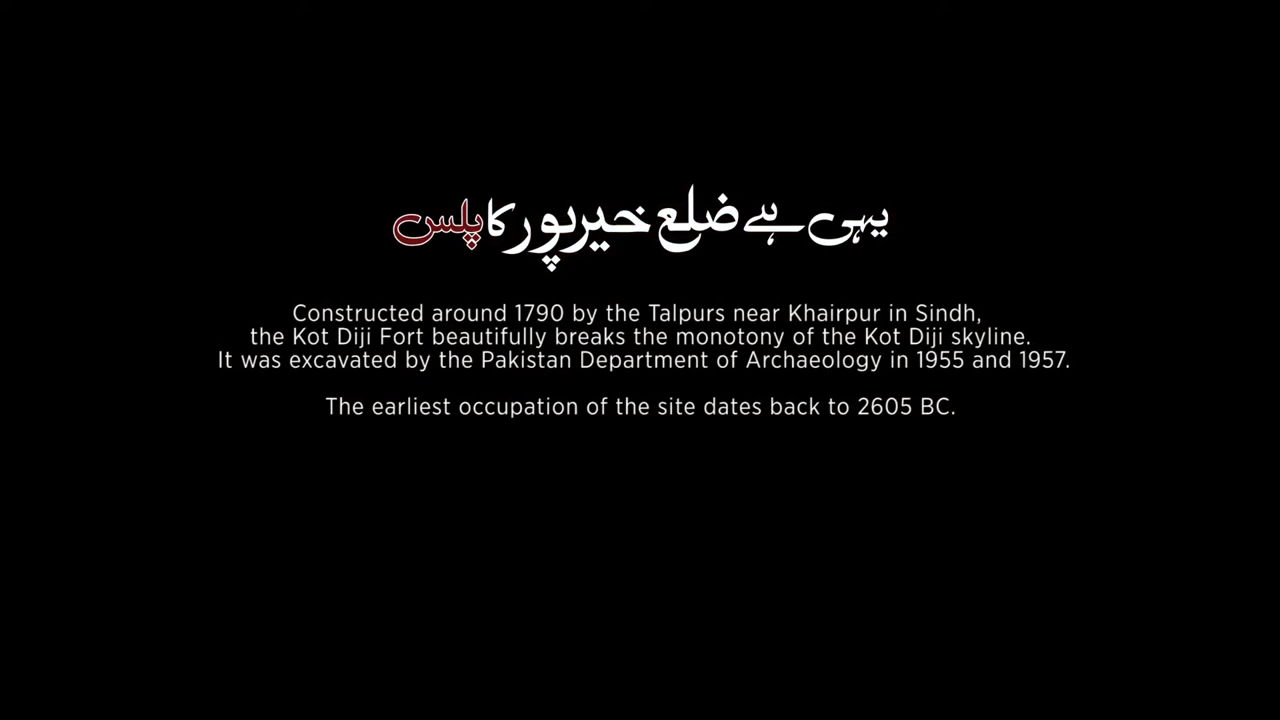 یہی ہے ضلع خیرپور کا پلس
Constructed around 1790 by the Talpurs near Khairpur in Sindh,
the Kot Diji Fort beautifully breaks the monotony of the Kot Diji skyline.
It was excavated by the Pakistan Department of Archaeology in 1955 and 1957.
The earliest occupation of the site dates back to 2605 BC.